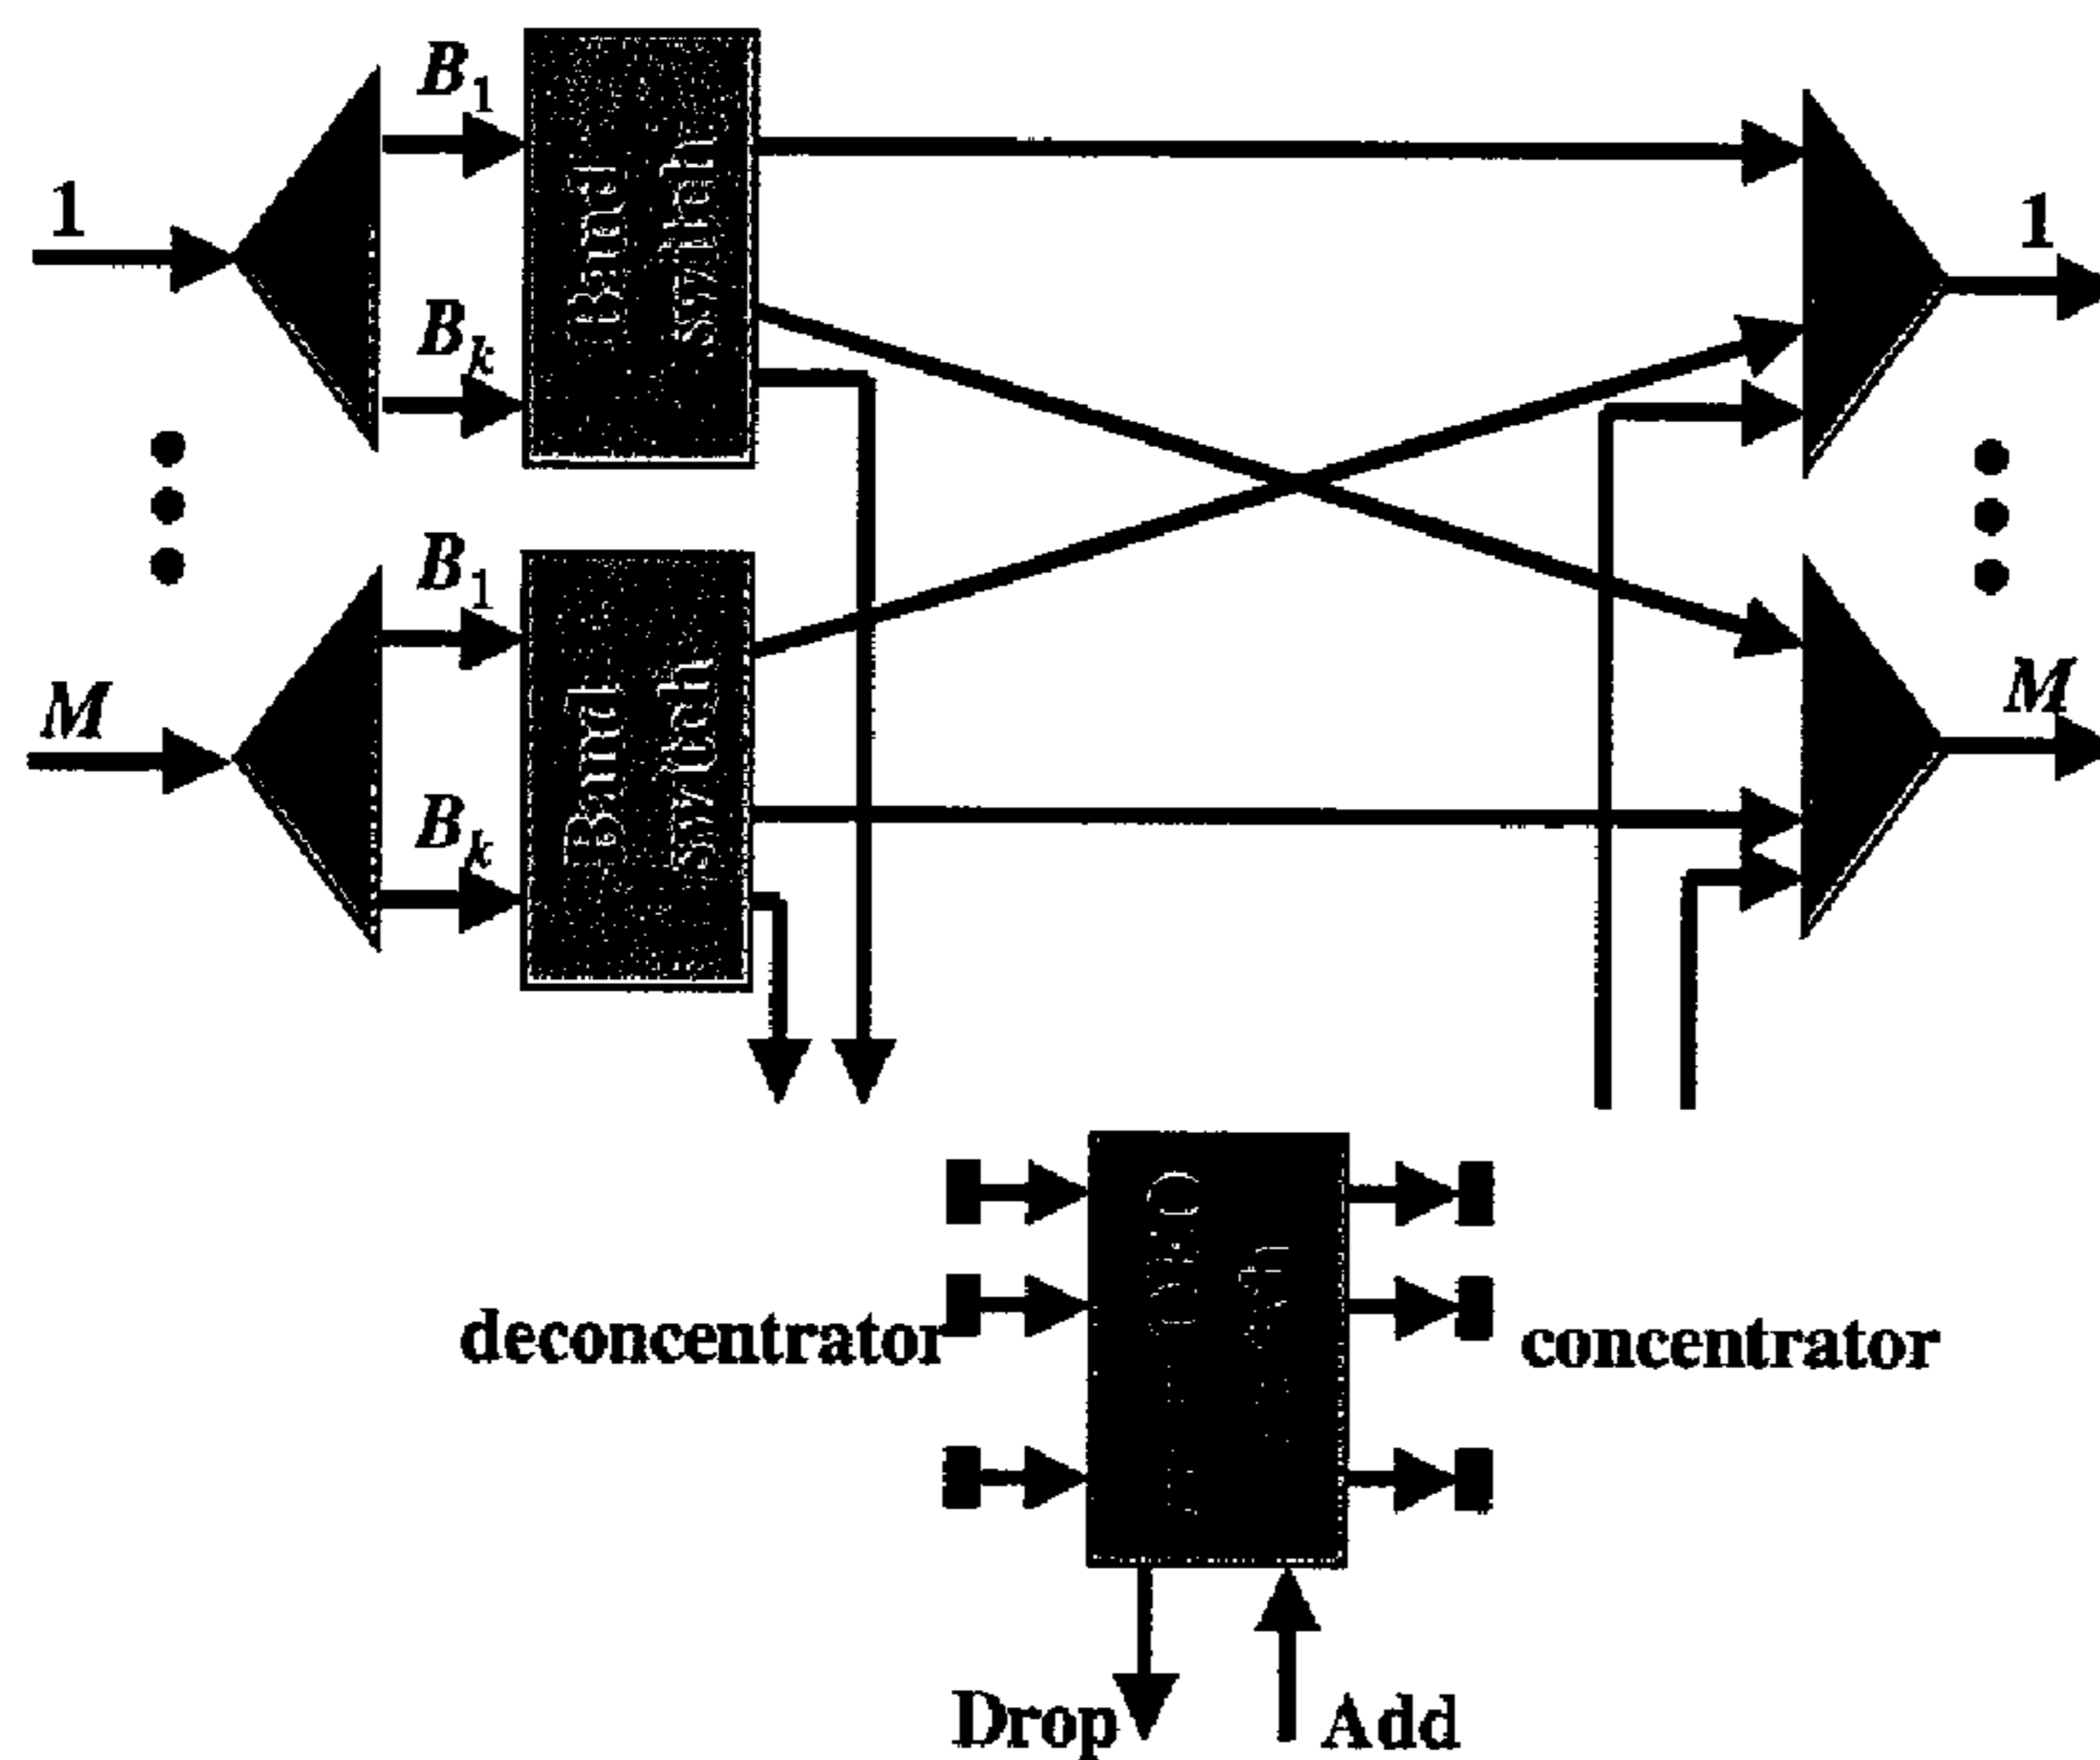 B1
1
Bk
Band
switch
1
B1
M
Bk
Band
switch
M
deconcentrator
concentrator
Drop
Add